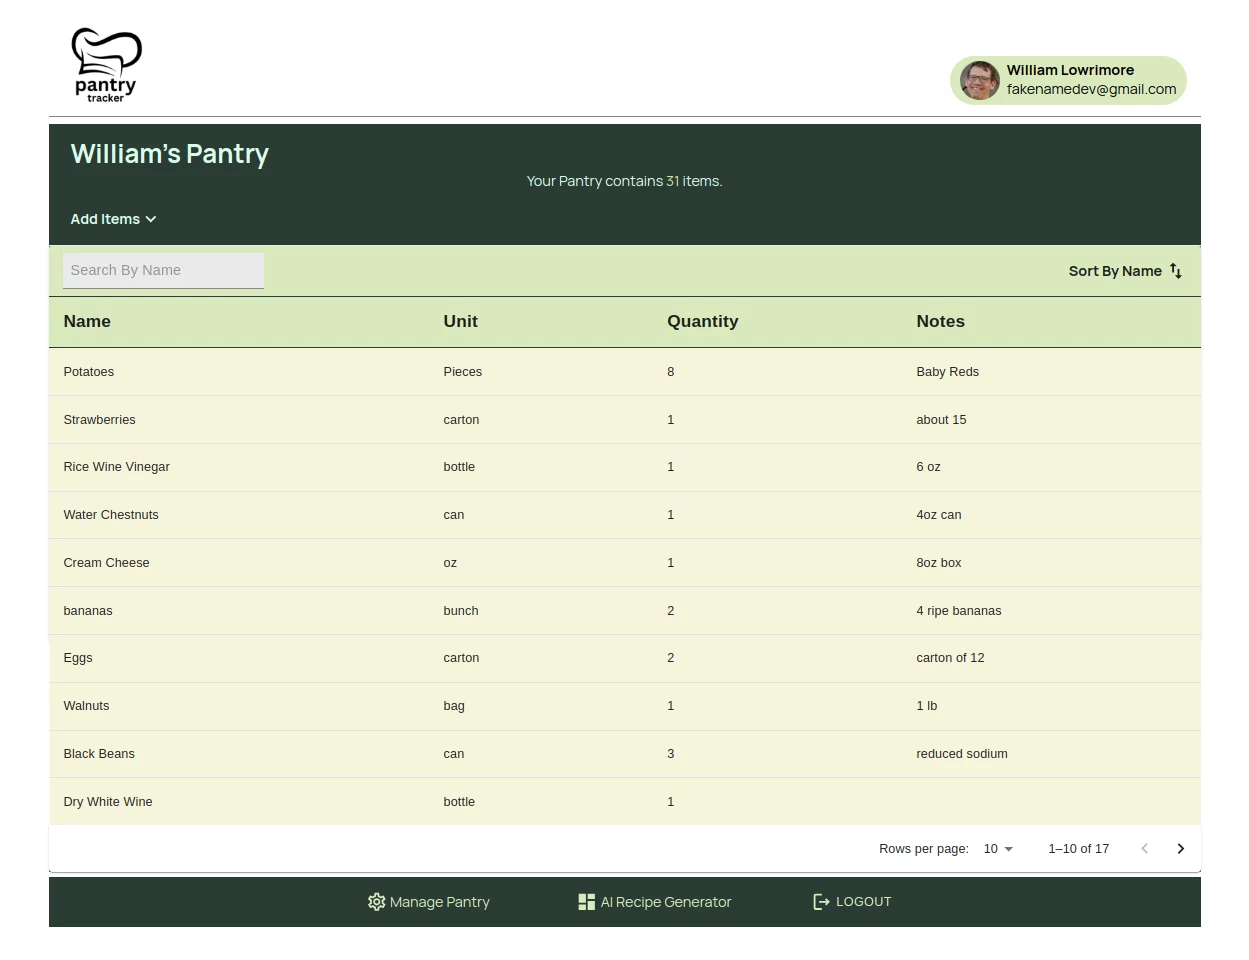 pantry
tracker
William Lowrimore
fakenamedev@gmail.com
William's Pantry
Your Pantry contains 31 items.
Add Items
Search By Name
Sort By Name
Name Unit Quantity Notes
Potatoes Pieces 8 Baby Reds
Strawberries carton 1 about 15
Rice Wine Vinegar bottle 1 6 oz
Water Chestnuts can 1 4oz can
Cream Cheese oz 1 8oz box
bananas bunch 2 4 ripe bananas
Eggs carton 2 carton of 12
Walnuts bag 1 1 lb
Black Beans can 3 reduced sodium
Dry White Wine bottle 1
Rows per page: 10 1–10 of 17
Manage Pantry AI Recipe Generator LOGOUT